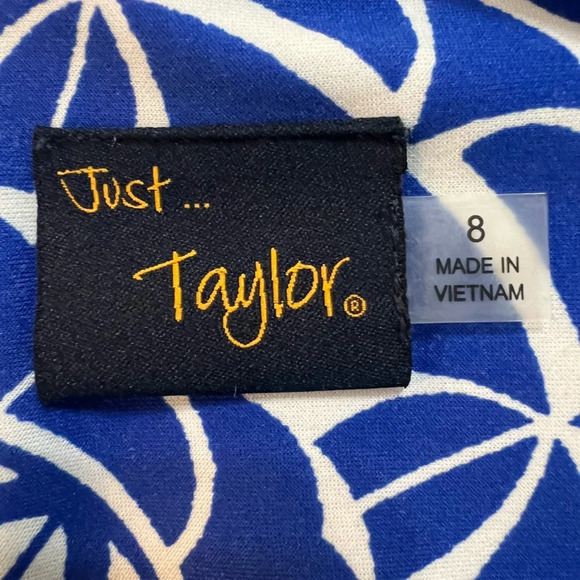 Just ...
Taylor®
8
MADE IN
VIETNAM